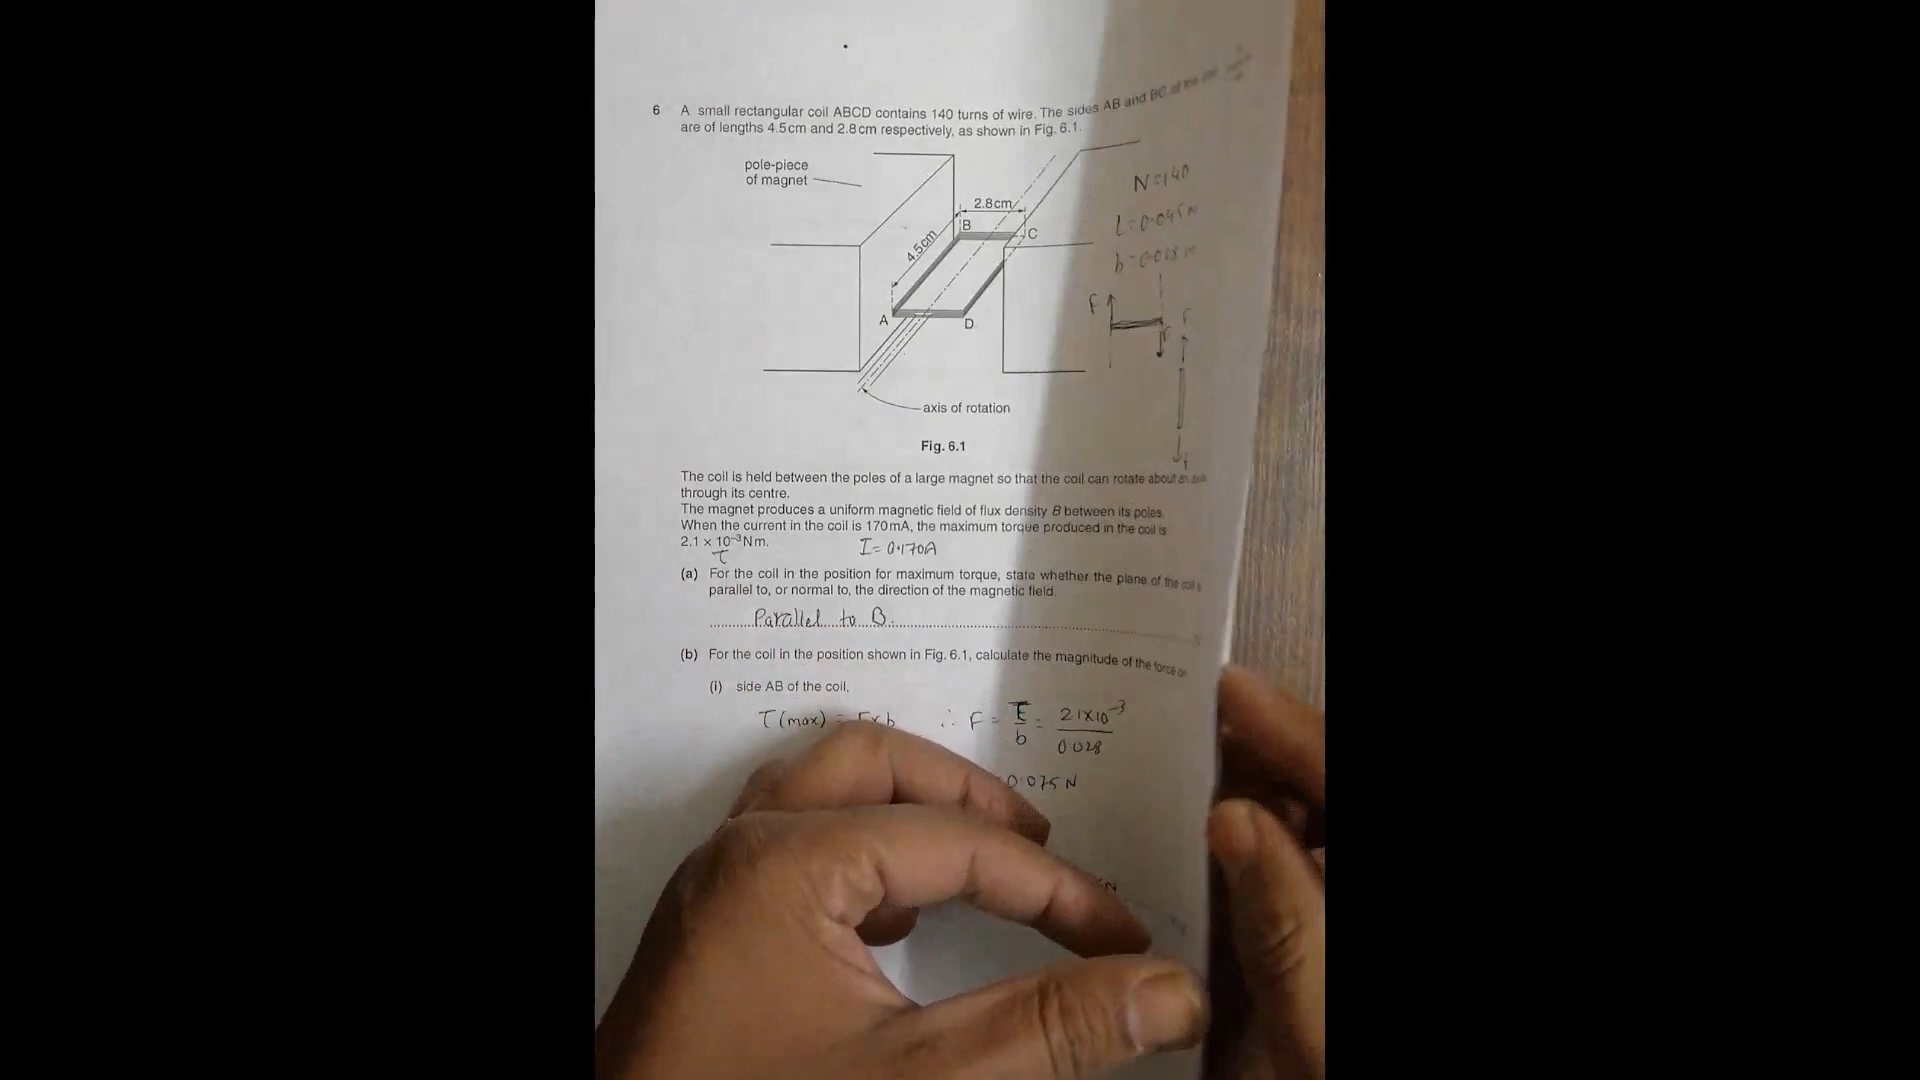 6 A small rectangular coil ABCD contains 140 turns of wire. The sides AB and BC of the coil
are of lengths 4.5cm and 2.8cm respectively, as shown in Fig. 6.1.
pole-piece
of magnet
N=140
2.8cm
L=0.045m
B
C
4.5cm
b=0.028m
F
F
A
D
F
axis of rotation
Fig. 6.1
F
The coil is held between the poles of a large magnet so that the coil can rotate about an axis
through its centre.
The magnet produces a uniform magnetic field of flux density B between its poles.
When the current in the coil is 170mA, the maximum torque produced in the coil is
2.1 × 10⁻³Nm.
I=0.170A
τ
(a) For the coil in the position for maximum torque, state whether the plane of the coil is
parallel to, or normal to, the direction of the magnetic field.
Parallel to B.
(b) For the coil in the position shown in Fig. 6.1, calculate the magnitude of the force on
(i) side AB of the coil,
τ(max) = F×b ∴ F = τ/b = 2.1×10⁻³/0.028
0.075N
N